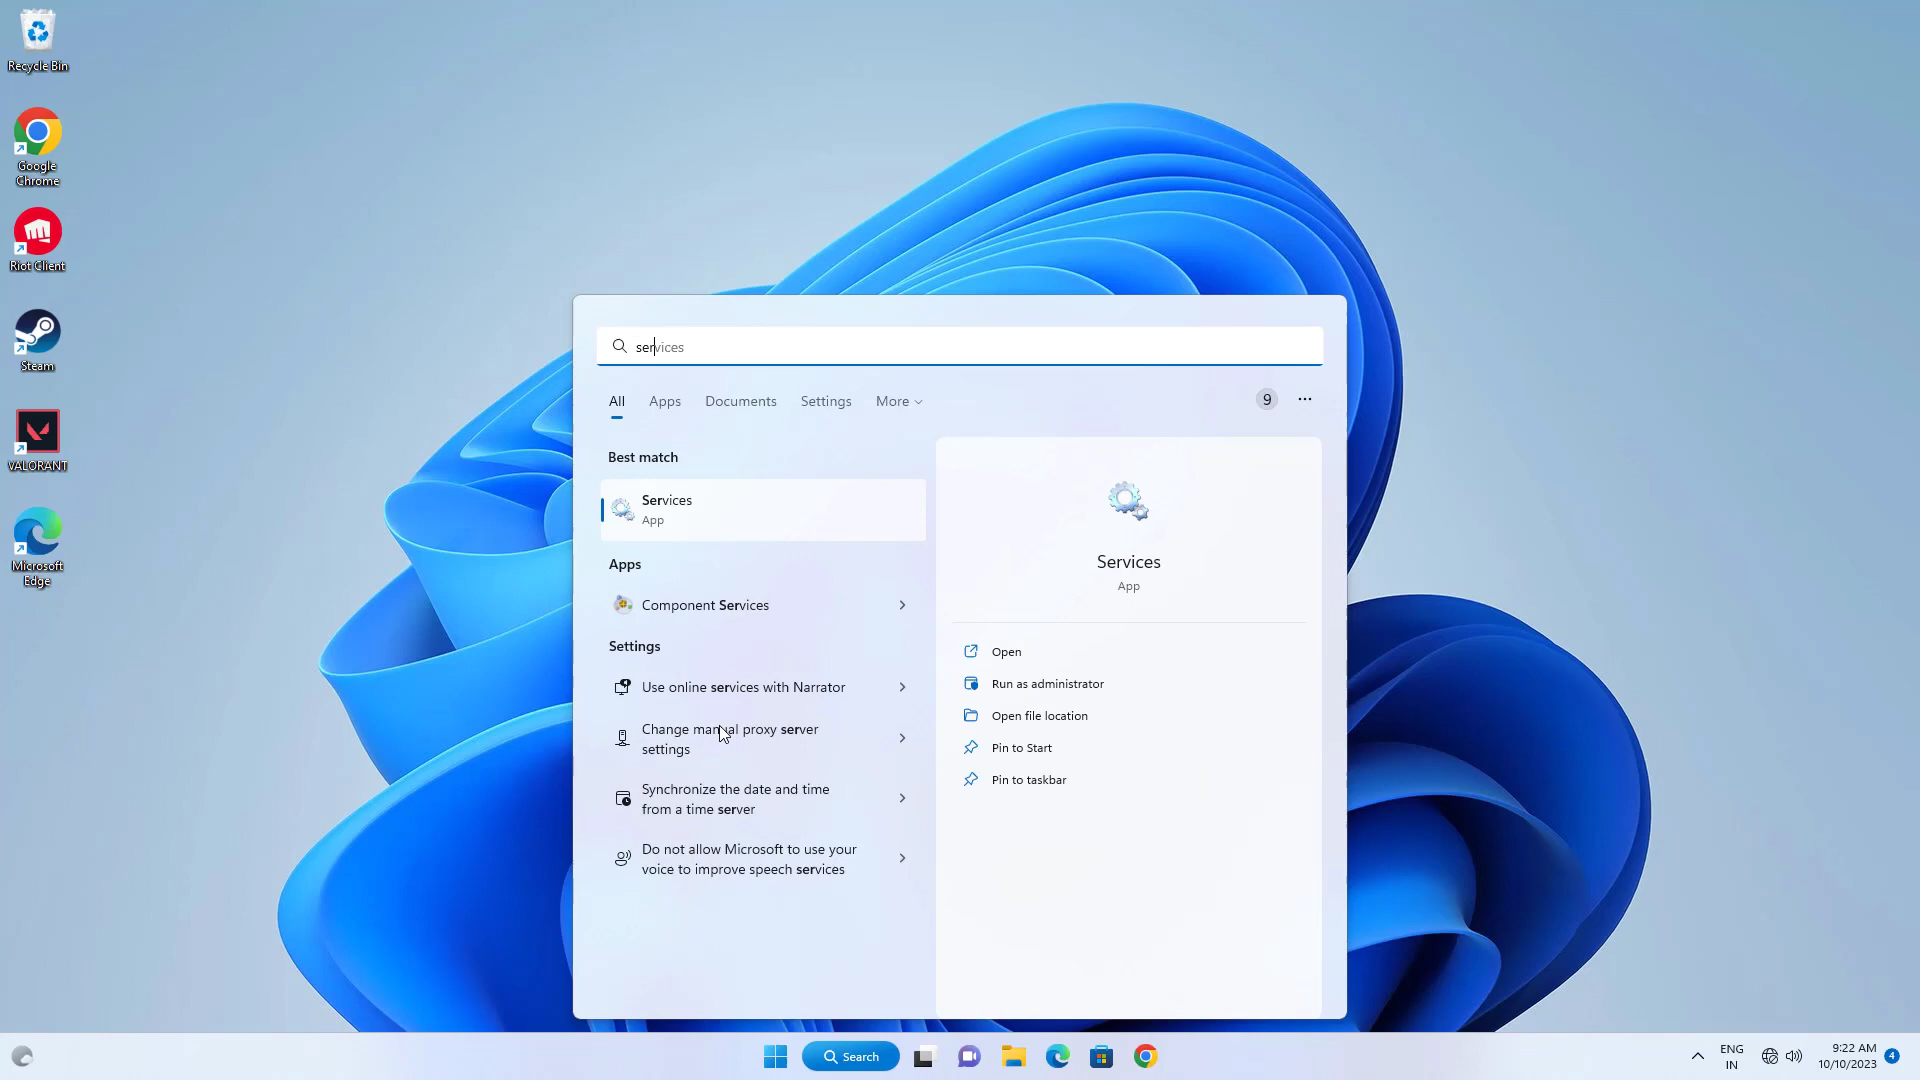 Recycle Bin
Google
Chrome
Riot Client
Steam
VALORANT
Microsoft
Edge
services
All
Apps
Documents
Settings
More
9
Best match
Services
App
Apps
Component Services
Settings
Use online services with Narrator
Change manual proxy server
settings
Synchronize the date and time
from a time server
Do not allow Microsoft to use your
voice to improve speech services
Services
App
Open
Run as administrator
Open file location
Pin to Start
Pin to taskbar
Search
ENG
IN
9:22 AM
10/10/2023
4